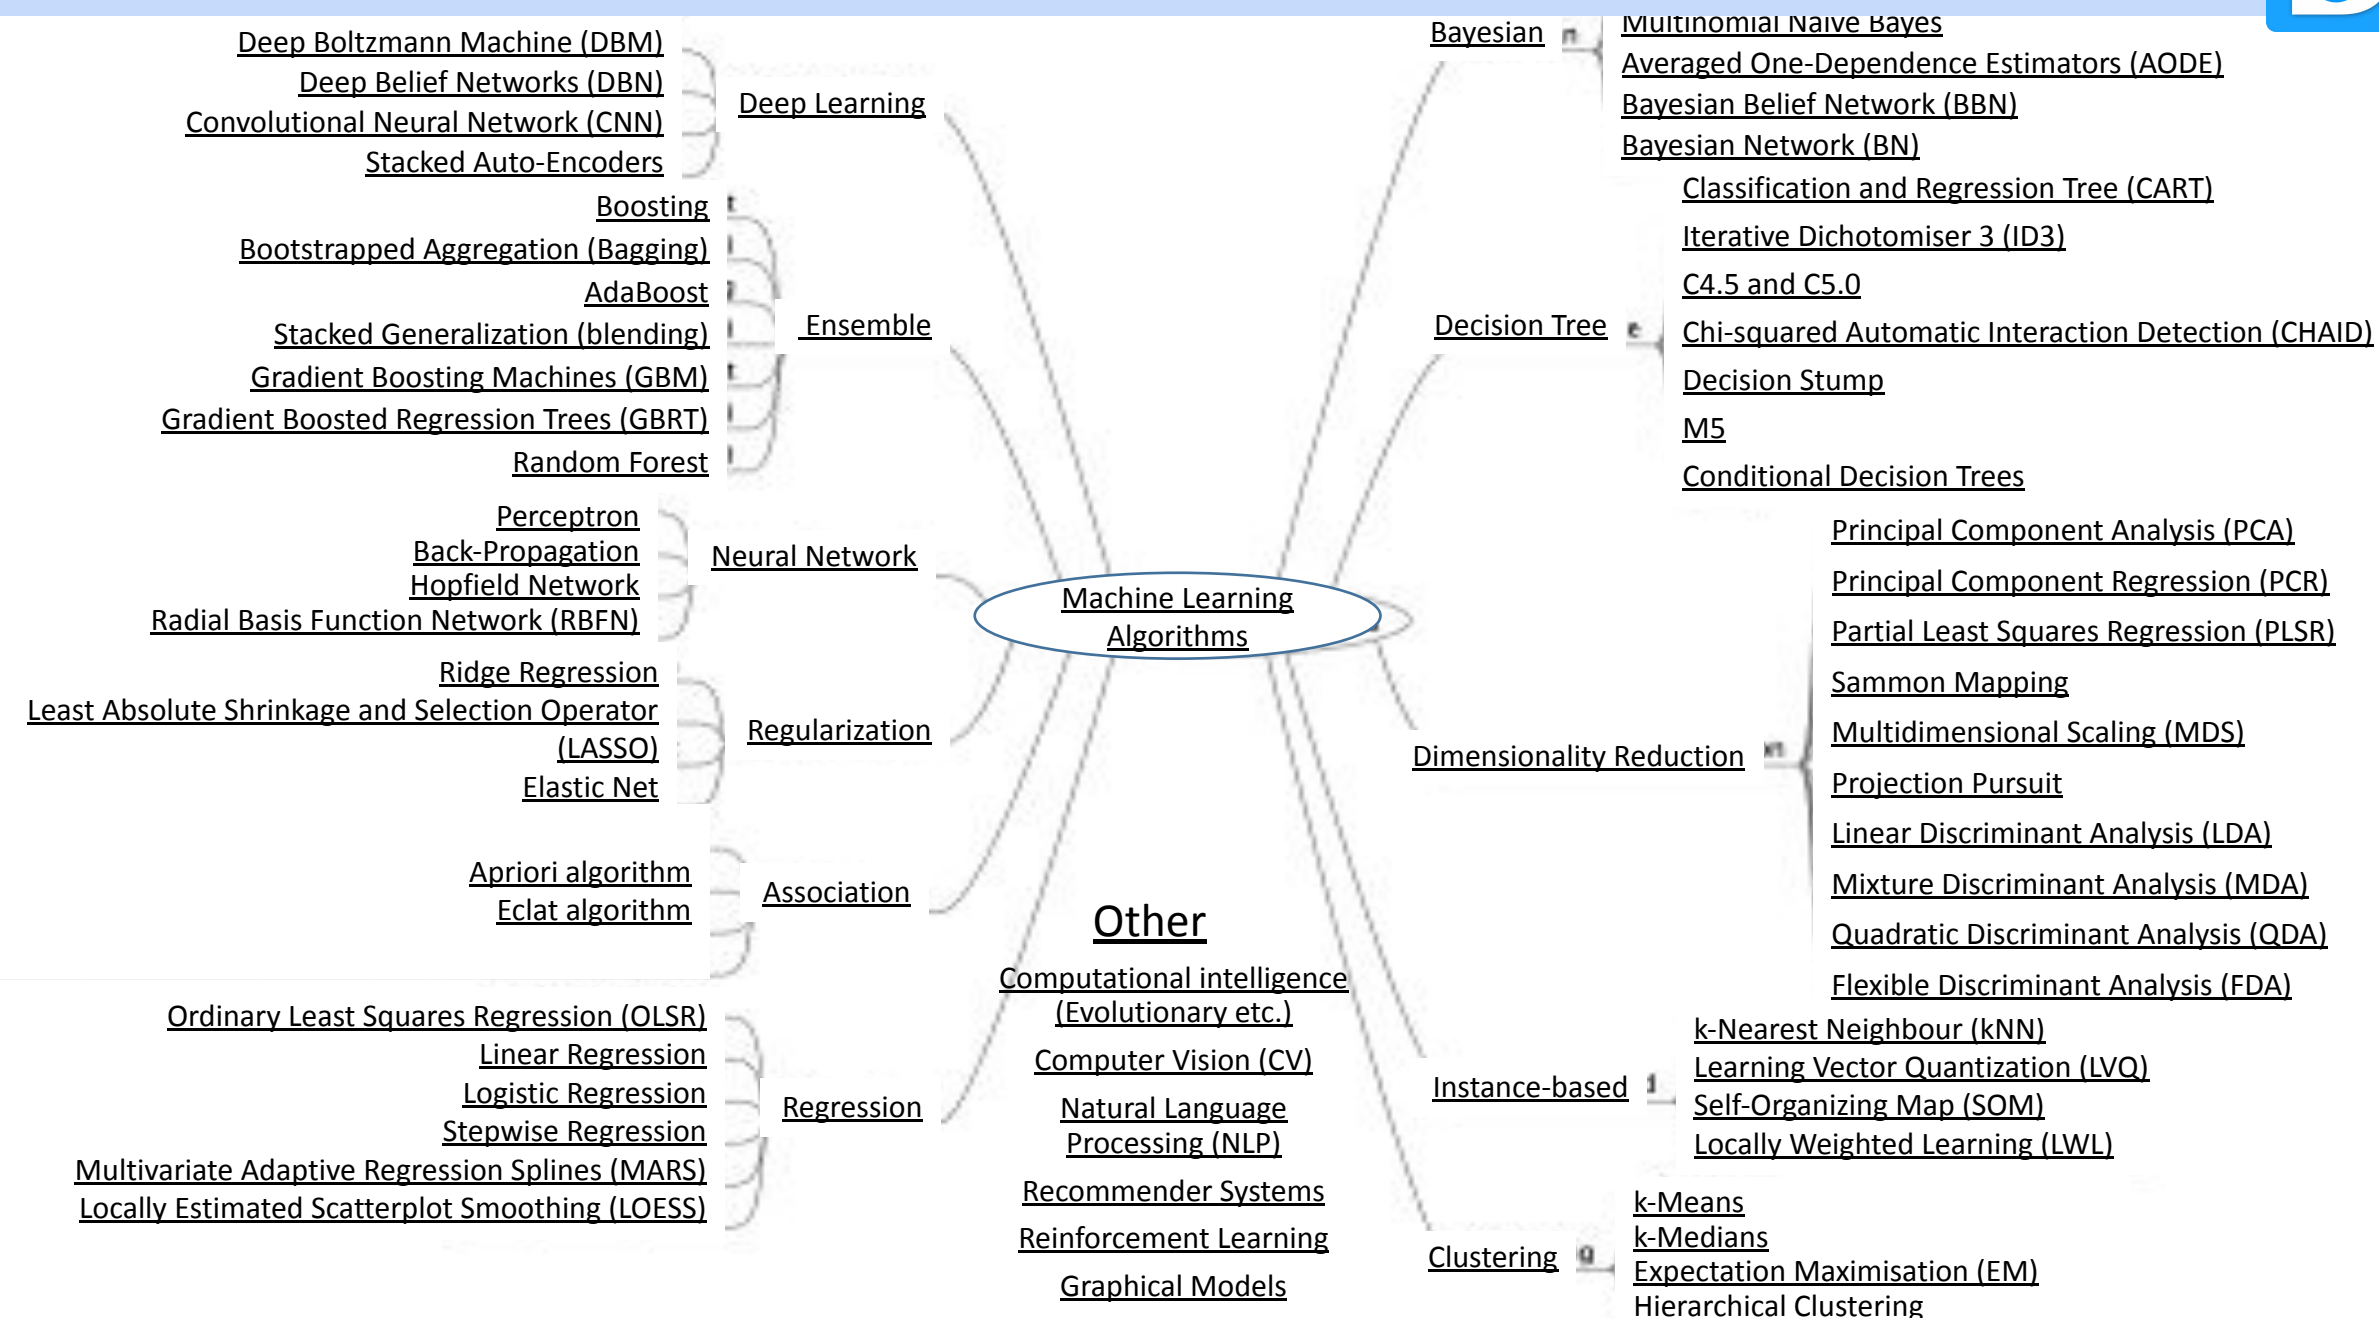 Deep Boltzmann Machine (DBM)
Deep Belief Networks (DBN)
Convolutional Neural Network (CNN)
Stacked Auto-Encoders
Deep Learning
Boosting
Bootstrapped Aggregation (Bagging)
AdaBoost
Stacked Generalization (blending)
Gradient Boosting Machines (GBM)
Gradient Boosted Regression Trees (GBRT)
Random Forest
Ensemble
Perceptron
Back-Propagation
Hopfield Network
Radial Basis Function Network (RBFN)
Neural Network
Ridge Regression
Least Absolute Shrinkage and Selection Operator
(LASSO)
Elastic Net
Regularization
Apriori algorithm
Eclat algorithm
Association
Ordinary Least Squares Regression (OLSR)
Linear Regression
Logistic Regression
Stepwise Regression
Multivariate Adaptive Regression Splines (MARS)
Locally Estimated Scatterplot Smoothing (LOESS)
Regression
Machine Learning
Algorithms
Other
Computational intelligence
(Evolutionary etc.)
Computer Vision (CV)
Natural Language
Processing (NLP)
Recommender Systems
Reinforcement Learning
Graphical Models
Bayesian
Multinomial Naive Bayes
Averaged One-Dependence Estimators (AODE)
Bayesian Belief Network (BBN)
Bayesian Network (BN)
Decision Tree
Classification and Regression Tree (CART)
Iterative Dichotomiser 3 (ID3)
C4.5 and C5.0
Chi-squared Automatic Interaction Detection (CHAID)
Decision Stump
M5
Conditional Decision Trees
Dimensionality Reduction
Principal Component Analysis (PCA)
Principal Component Regression (PCR)
Partial Least Squares Regression (PLSR)
Sammon Mapping
Multidimensional Scaling (MDS)
Projection Pursuit
Linear Discriminant Analysis (LDA)
Mixture Discriminant Analysis (MDA)
Quadratic Discriminant Analysis (QDA)
Flexible Discriminant Analysis (FDA)
Instance-based
k-Nearest Neighbour (kNN)
Learning Vector Quantization (LVQ)
Self-Organizing Map (SOM)
Locally Weighted Learning (LWL)
Clustering
k-Means
k-Medians
Expectation Maximisation (EM)
Hierarchical Clustering